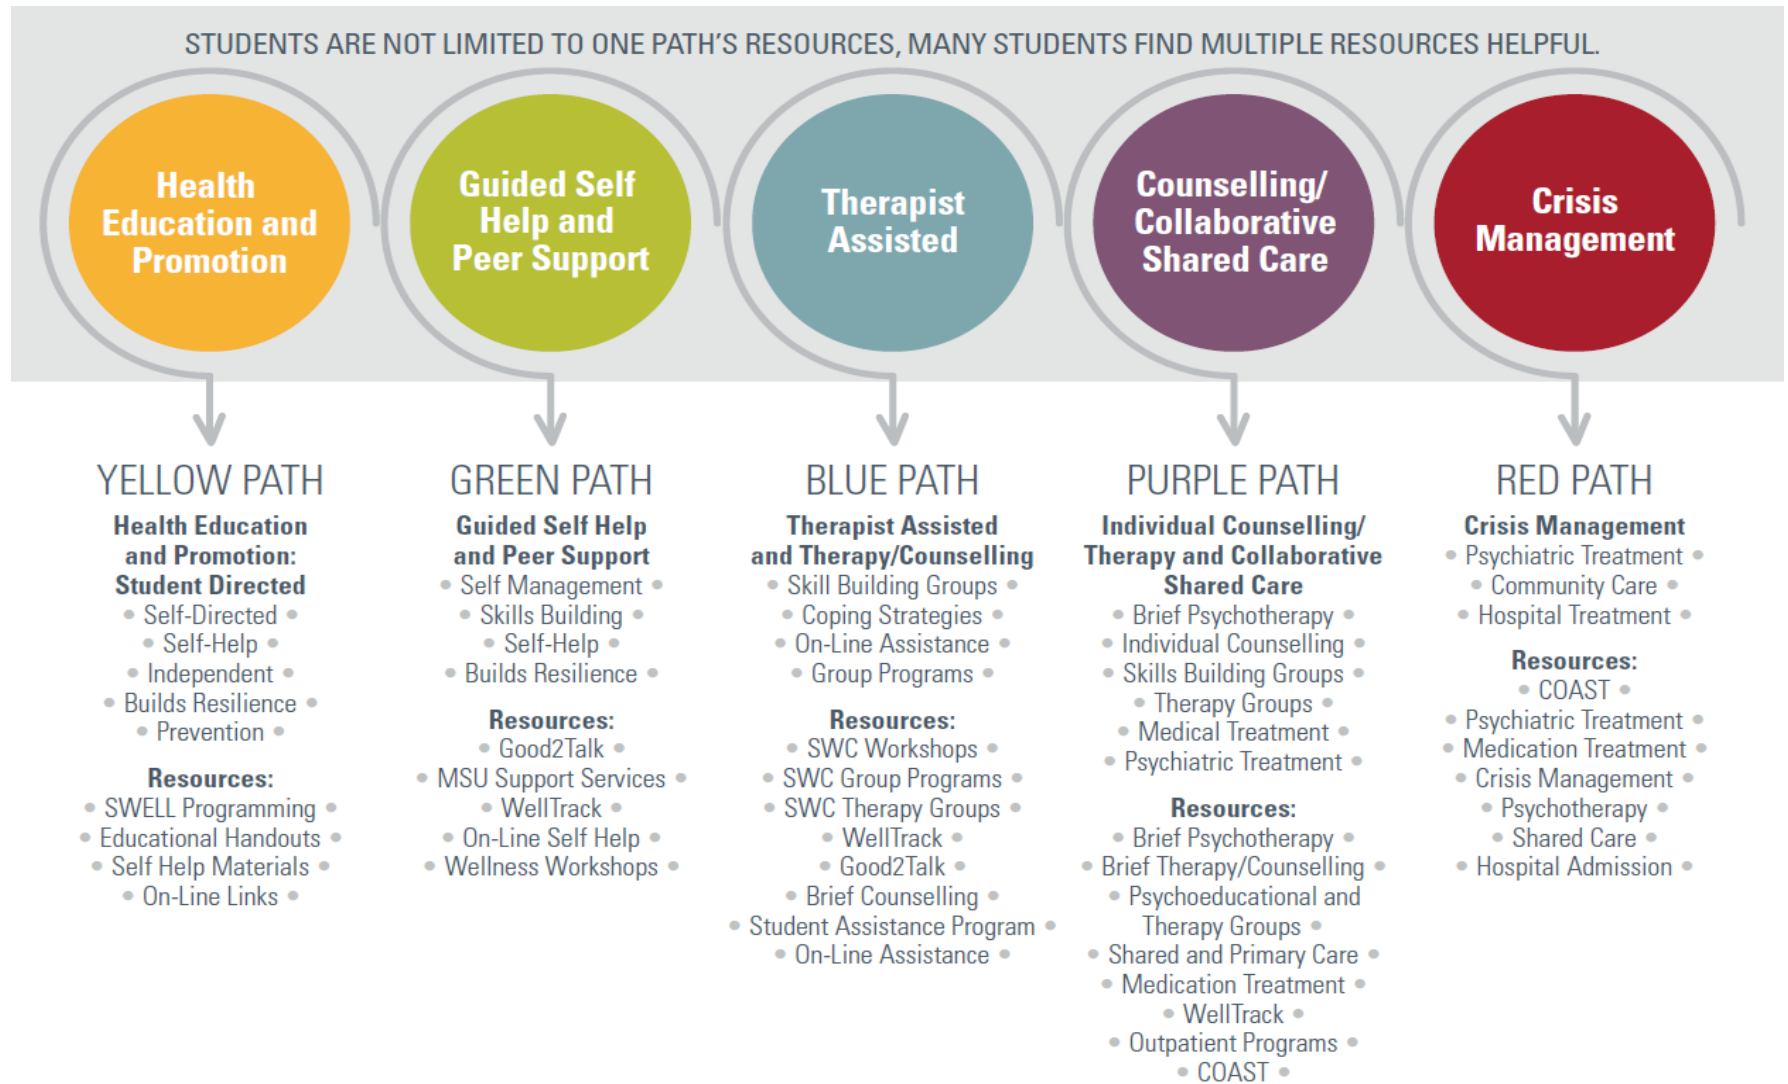 STUDENTS ARE NOT LIMITED TO ONE PATH'S RESOURCES, MANY STUDENTS FIND MULTIPLE RESOURCES HELPFUL.
Health
Education and
Promotion
Guided Self
Help and
Peer Support
Therapist
Assisted
Counselling/
Collaborative
Shared Care
Crisis
Management
YELLOW PATH
Health Education
and Promotion:
Student Directed
• Self-Directed •
• Self-Help •
• Independent •
• Builds Resilience •
• Prevention •
Resources:
• SWELL Programming •
• Educational Handouts •
• Self Help Materials •
• On-Line Links •
GREEN PATH
Guided Self Help
and Peer Support
• Self Management •
• Skills Building •
• Self-Help •
• Builds Resilience •
Resources:
• Good2Talk •
• MSU Support Services •
• WellTrack •
• On-Line Self Help •
• Wellness Workshops •
BLUE PATH
Therapist Assisted
and Therapy/Counselling
• Skill Building Groups •
• Coping Strategies •
• On-Line Assistance •
• Group Programs •
Resources:
• SWC Workshops •
• SWC Group Programs •
• SWC Therapy Groups •
• WellTrack •
• Good2Talk •
• Brief Counselling •
• Student Assistance Program •
• On-Line Assistance •
PURPLE PATH
Individual Counselling/
Therapy and Collaborative
Shared Care
• Brief Psychotherapy •
• Individual Counselling •
• Skills Building Groups •
• Therapy Groups •
• Medical Treatment •
• Psychiatric Treatment •
Resources:
• Brief Psychotherapy •
• Brief Therapy/Counselling •
• Psychoeducational and
Therapy Groups •
• Shared and Primary Care •
• Medication Treatment •
• WellTrack •
• Outpatient Programs •
• COAST •
RED PATH
Crisis Management
• Psychiatric Treatment •
• Community Care •
• Hospital Treatment •
Resources:
• COAST •
• Psychiatric Treatment •
• Medication Treatment •
• Crisis Management •
• Psychotherapy •
• Shared Care •
• Hospital Admission •